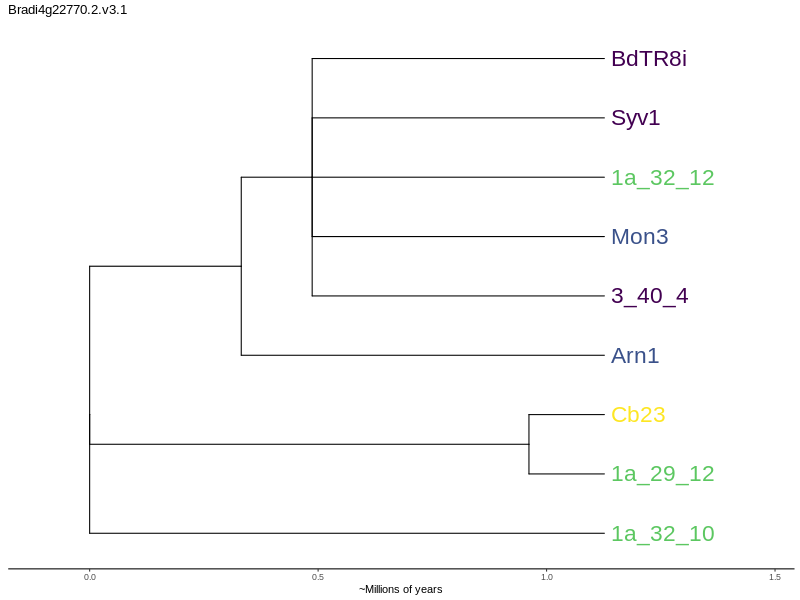 Bradi4g22770.2.v3.1
BdTR8i
Syv1
1a_32_12
Mon3
3_40_4
Arn1
Cb23
1a_29_12
1a_32_10
0.0 0.5 1.0 1.5
~Millions of years